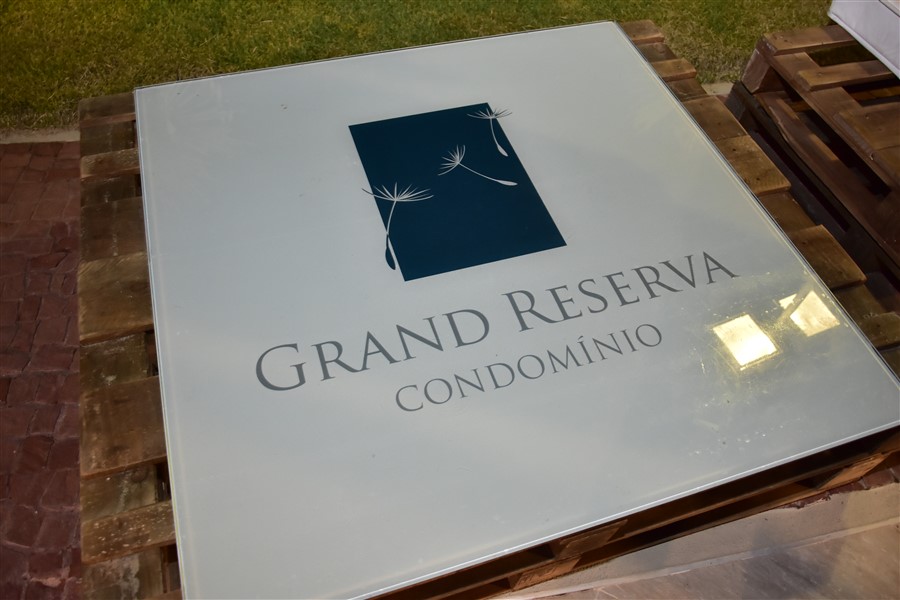 GRAND RESERVA
CONDOMÍNIO